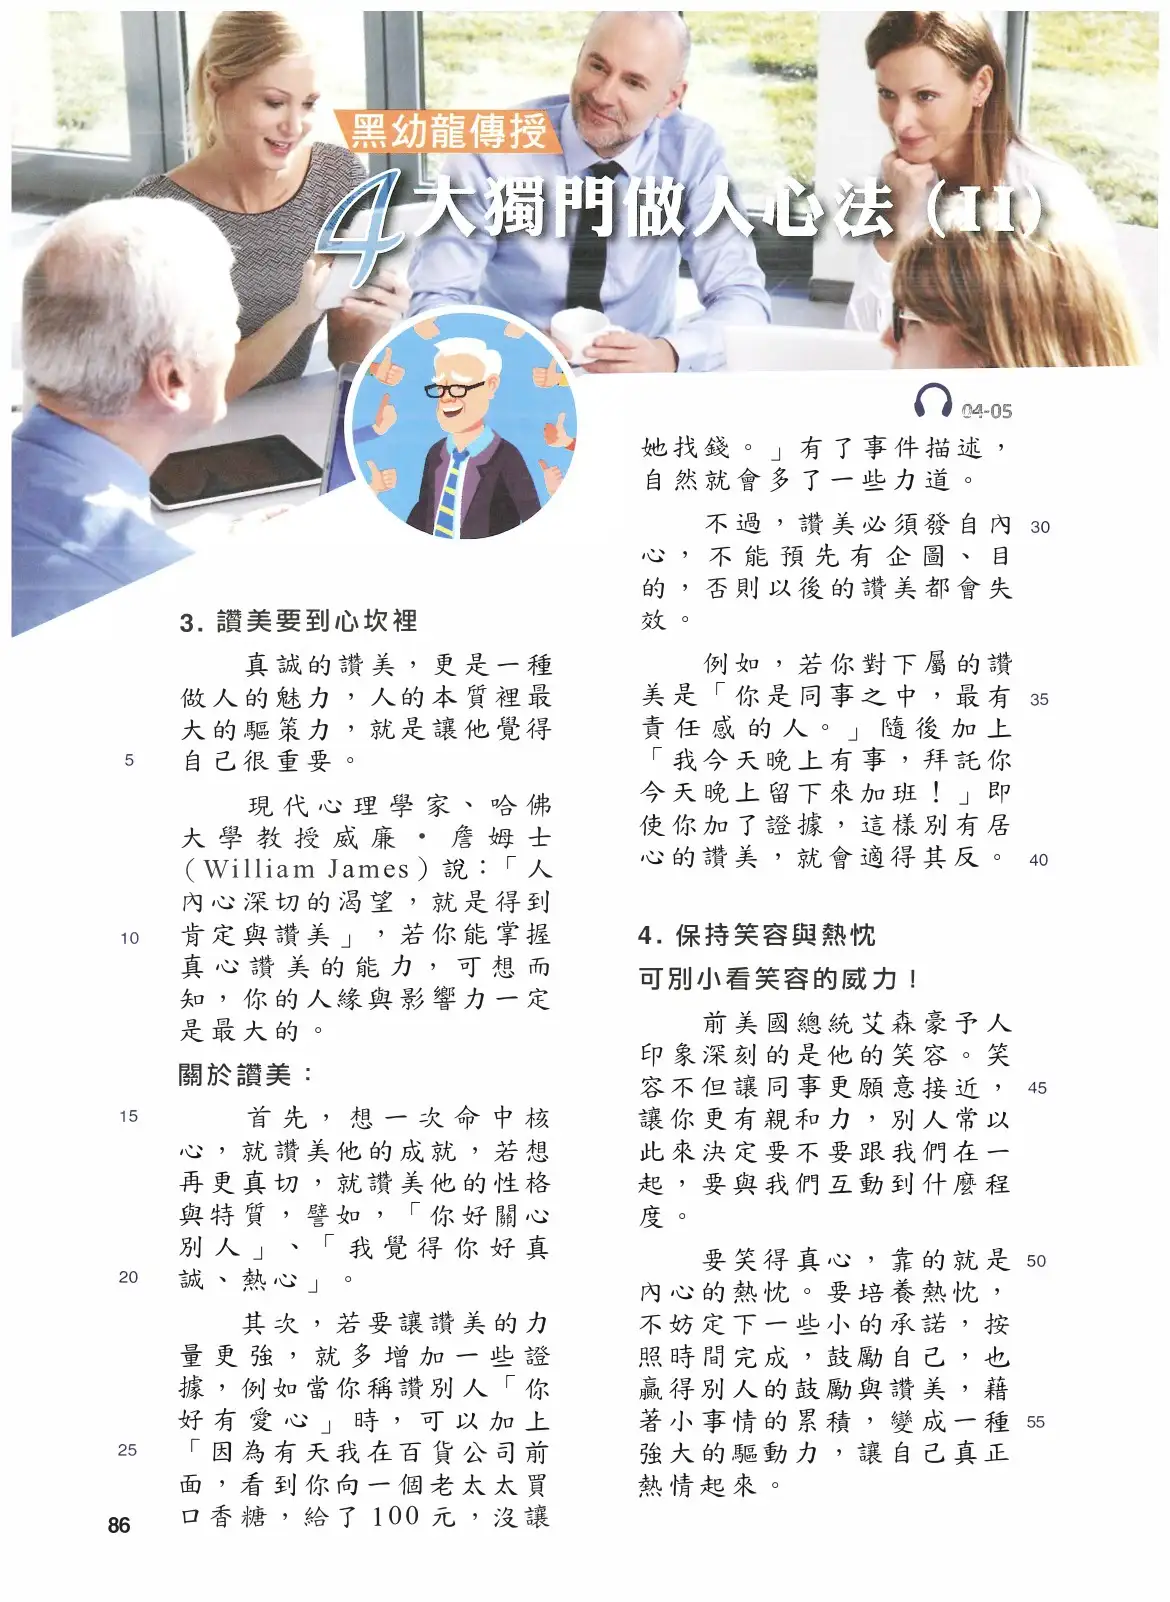 黑幼龍傳授
4大獨門做人心法(II)
04-05
3. 讚美要到心坎裡
真誠的讚美，更是一種
做人的魅力，人的本質裡最
大的驅策力，就是讓他覺得
5
自己很重要。
現代心理學家、哈佛
大學教授威廉•詹姆士
(William James)說：「人
內心深切的渴望，就是得到
10
肯定與讚美」，若你能掌握
真心讚美的能力，可想而
知，你的人緣與影響力一定
是最大的。
關於讚美：
15
首先，想一次命中核
心，就讚美他的成就，若想
再更真切，就讚美他的性格
與特質，譬如，「你好關心
別人」、「我覺得你好真
20
誠、熱心」。
其次，若要讓讚美的力
量更強，就多增加一些證
據，例如當你稱讚別人「你
好有愛心」時，可以加上
25
「因為有天我在百貨公司前
面，看到你向一個老太太買
口香糖，給了100元，沒讓
她找錢。」有了事件描述，
自然就會多了一些力道。
不過，讚美必須發自內
30
心，不能預先有企圖、目
的，否則以後的讚美都會失
效。
例如，若你對下屬的讚
美是「你是同事之中，最有
35
責任感的人。」隨後加上
「我今天晚上有事，拜託你
今天晚上留下來加班！」即
使你加了證據，這樣別有居
心的讚美，就會適得其反。
40
4. 保持笑容與熱忱
可別小看笑容的威力！
前美國總統艾森豪予人
印象深刻的是他的笑容。笑
容不但讓同事更願意接近，
45
讓你更有親和力，別人常以
此來決定要不要跟我們在一
起，要與我們互動到什麼程
度。
要笑得真心，靠的就是
50
內心的熱忱。要培養熱忱，
不妨定下一些小的承諾，按
照時間完成，鼓勵自己，也
贏得別人的鼓勵與讚美，藉
著小事情的累積，變成一種
55
強大的驅動力，讓自己真正
熱情起來。
86